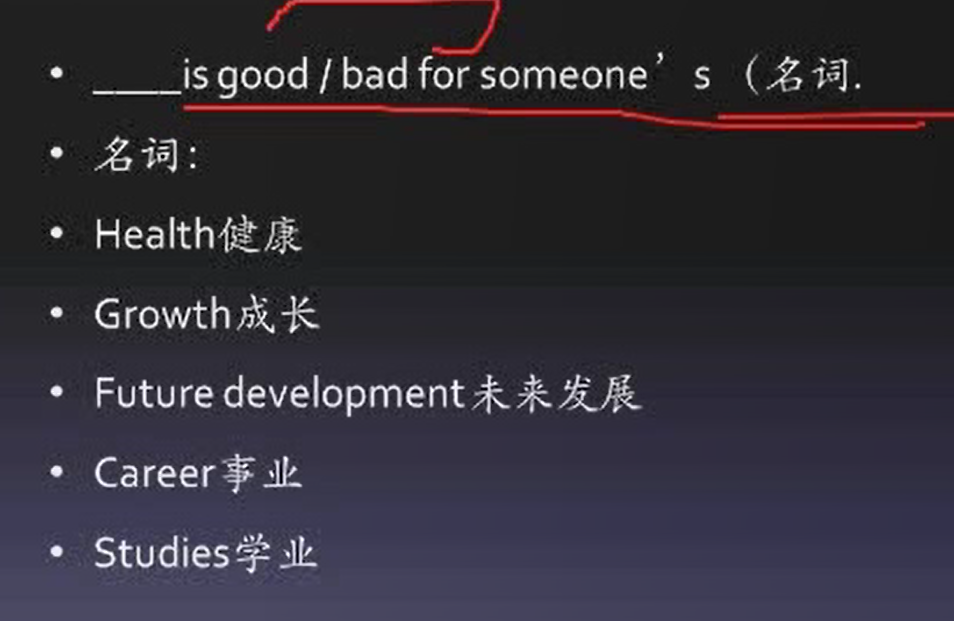 • ____is good / bad for someone’s （名词.
• 名词：
• Health健康
• Growth成长
• Future development未来发展
• Career事业
• Studies学业